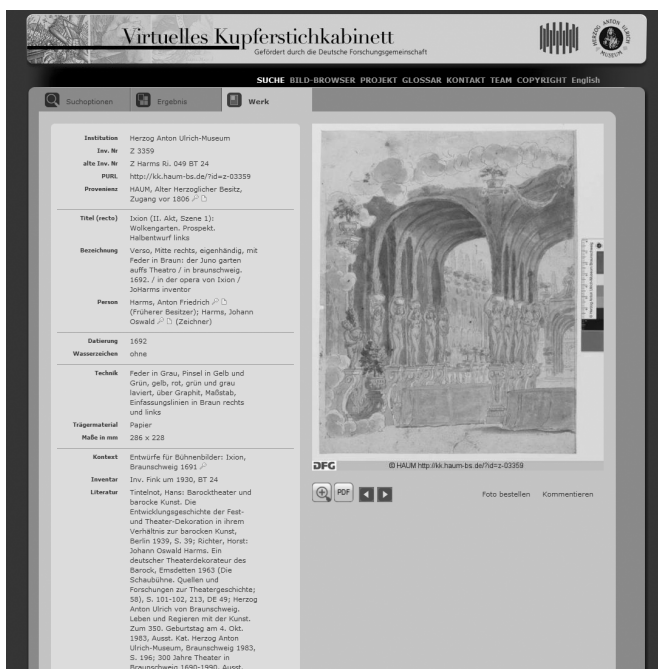 Virtuelles Kupferstichkabinett
Gefördert durch die Deutsche Forschungsgemeinschaft
HERZOG ANTON ULRICH MUSEUM
SUCHE BILD-BROWSER PROJEKT GLOSSAR KONTAKT TEAM COPYRIGHT English
Suchoptionen Ergebnis Werk
Institution Herzog Anton Ulrich-Museum
Inv. Nr Z 3359
alte Inv. Nr Z Harms Ri. 049 BT 24
PURL http://kk.haum-bs.de/?id=z-03359
Provenienz HAUM, Alter Herzoglicher Besitz,
Zugang vor 1806
Titel (recto) Ixion (II. Akt, Szene 1):
Wolkengarten. Prospekt.
Halbentwurf links
Bezeichnung Verso, Mitte rechts, eigenhändig, mit
Feder in Braun: der Juno garten
auffs Theatro / in braunschweig.
1692. / in der opera von Ixion /
JoHarms inventor
Person Harms, Anton Friedrich
(Früherer Besitzer); Harms, Johann
Oswald (Zeichner)
Datierung 1692
Wasserzeichen ohne
Technik Feder in Grau, Pinsel in Gelb und
Grün, gelb, rot, grün und grau
laviert, über Graphit, Maßstab,
Einfassungslinien in Braun rechts
und links
Trägermaterial Papier
Maße in mm 286 x 228
Kontext Entwürfe für Bühnenbilder: Ixion,
Braunschweig 1691
Inventar Inv. Fink um 1930, BT 24
Literatur Tintelnot, Hans: Barocktheater und
barocke Kunst. Die
Entwicklungsgeschichte der Fest-
und Theater-Dekoration in ihrem
Verhältnis zur barocken Kunst,
Berlin 1939, S. 39; Richter, Horst:
Johann Oswald Harms. Ein
deutscher Theaterdekorateur des
Barock, Emsdetten 1963 (Die
Schaubühne. Quellen und
Forschungen zur Theatergeschichte;
58), S. 101-102, 213, DE 49; Herzog
Anton Ulrich von Braunschweig.
Leben und Regieren mit der Kunst.
Zum 350. Geburtstag am 4. Okt.
1983, Ausst. Kat. Herzog Anton
Ulrich-Museum, Braunschweig 1983,
S. 196; 300 Jahre Theater in
Braunschweig 1690-1990, Ausst.
DFG © HAUM http://kk.haum-bs.de/?id=z-03359
PDF
Foto bestellen Kommentieren